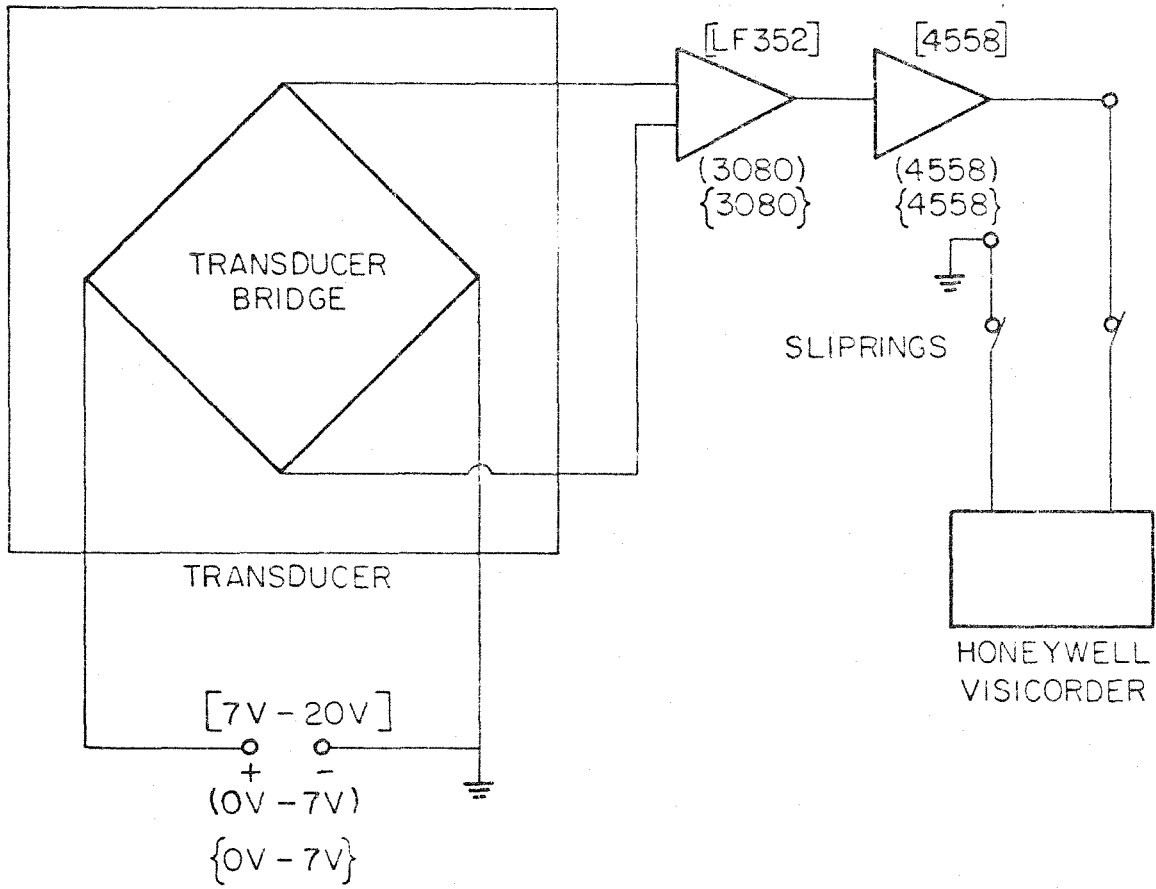 [LF352]
[4558]
(3080)
{3080}
(4558)
{4558}
TRANSDUCER
BRIDGE
SLIPRINGS
TRANSDUCER
HONEYWELL
VISICORDER
[7V - 20V]
+ -
(0V - 7V)
{0V - 7V}